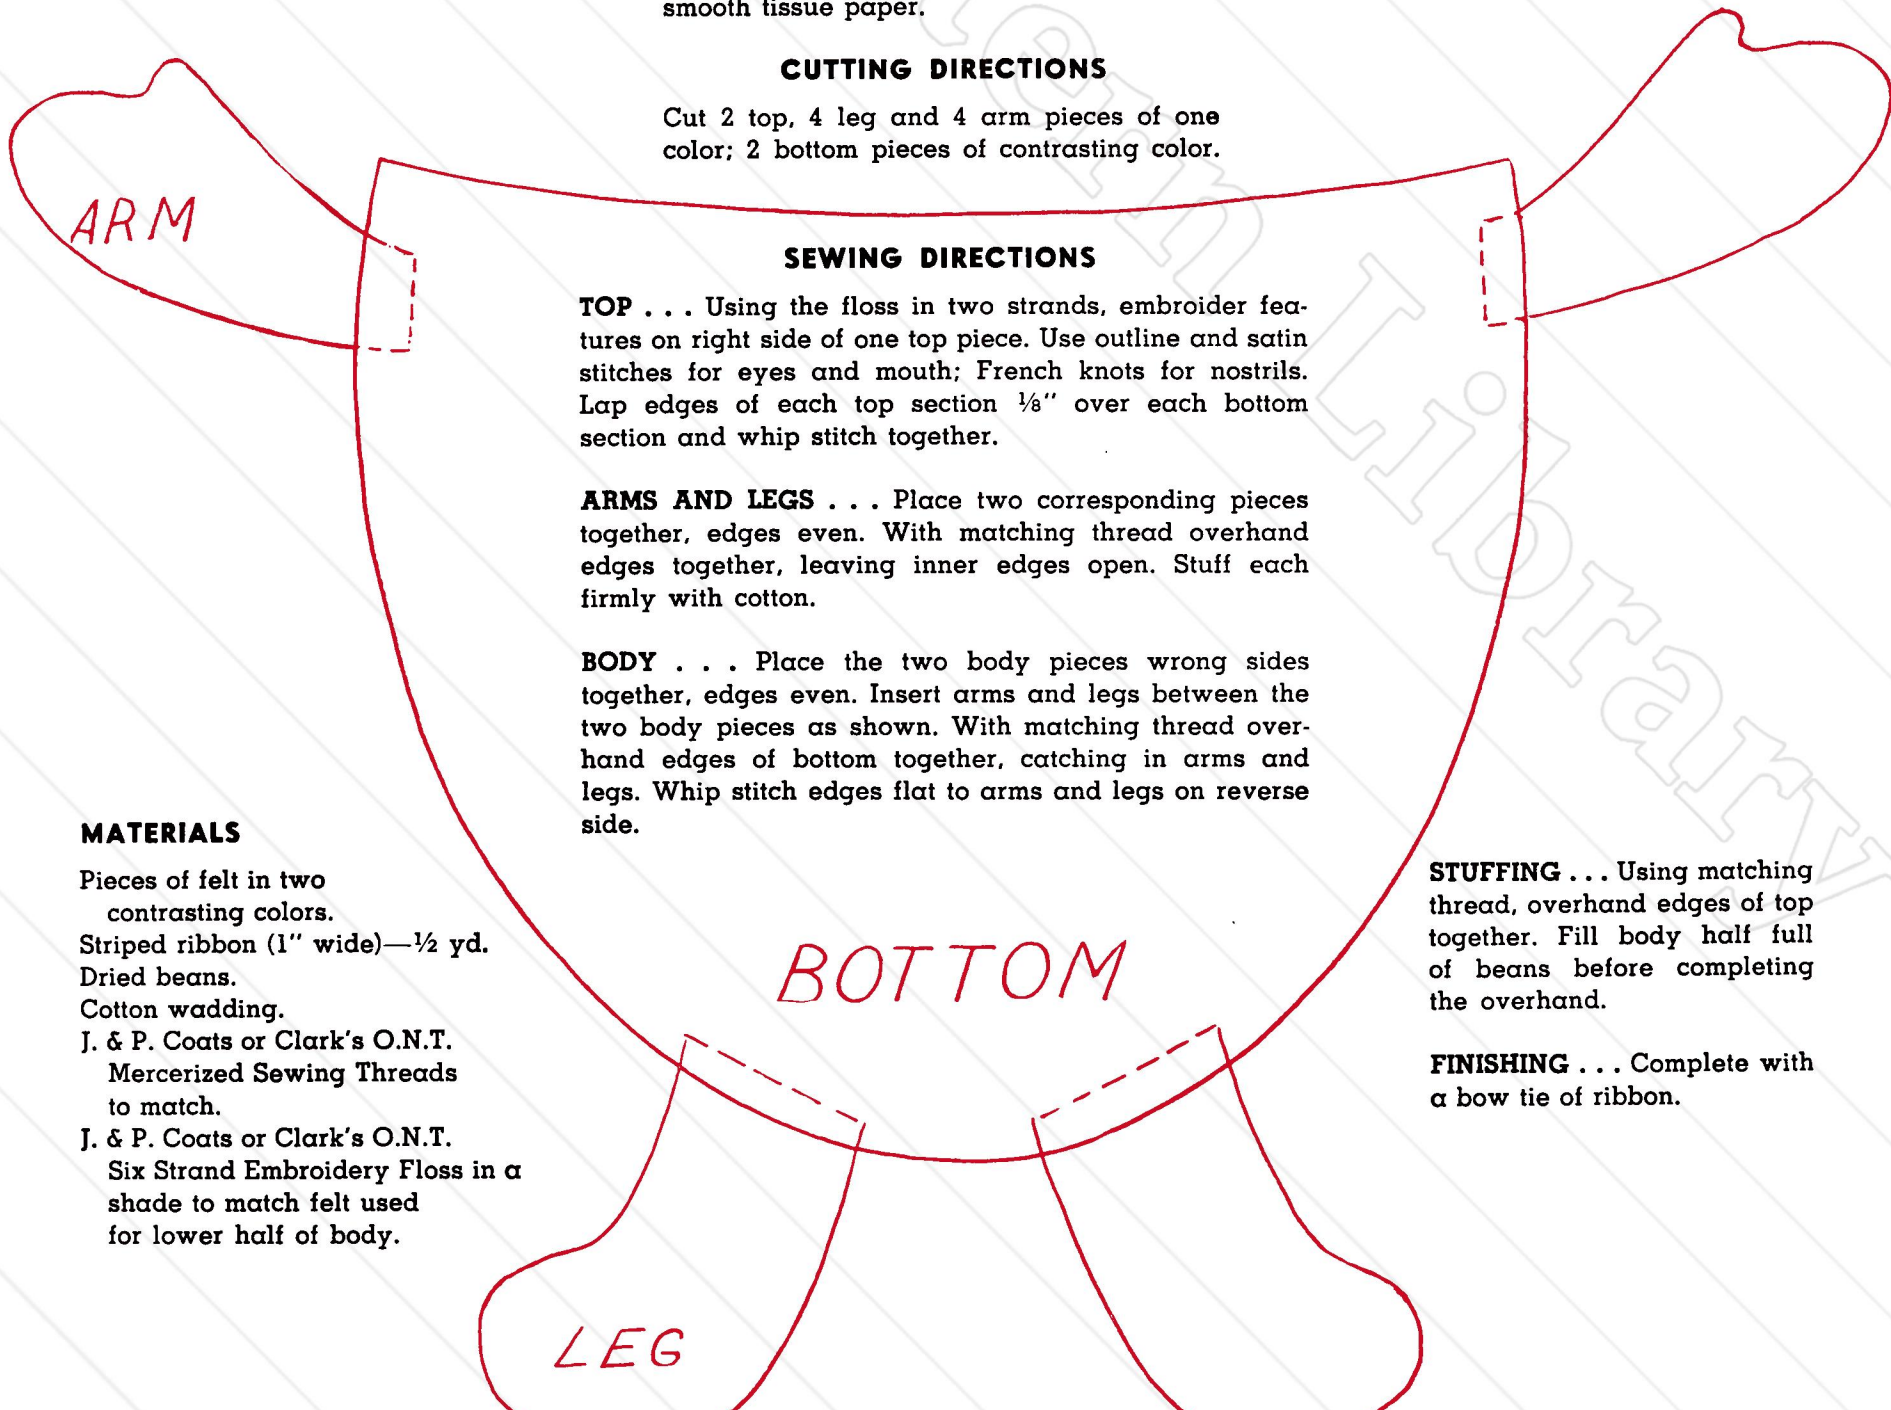 smooth tissue paper.
CUTTING DIRECTIONS
Cut 2 top, 4 leg and 4 arm pieces of one
color; 2 bottom pieces of contrasting color.
ARM
SEWING DIRECTIONS
TOP . . . Using the floss in two strands, embroider fea-
tures on right side of one top piece. Use outline and satin
stitches for eyes and mouth; French knots for nostrils.
Lap edges of each top section ⅛" over each bottom
section and whip stitch together.
ARMS AND LEGS . . . Place two corresponding pieces
together, edges even. With matching thread overhand
edges together, leaving inner edges open. Stuff each
firmly with cotton.
BODY . . . Place the two body pieces wrong sides
together, edges even. Insert arms and legs between the
two body pieces as shown. With matching thread over-
hand edges of bottom together, catching in arms and
legs. Whip stitch edges flat to arms and legs on reverse
side.
MATERIALS
Pieces of felt in two
contrasting colors.
Striped ribbon (1" wide)—½ yd.
Dried beans.
Cotton wadding.
J. & P. Coats or Clark's O.N.T.
Mercerized Sewing Threads
to match.
J. & P. Coats or Clark's O.N.T.
Six Strand Embroidery Floss in a
shade to match felt used
for lower half of body.
BOTTOM
STUFFING . . . Using matching
thread, overhand edges of top
together. Fill body half full
of beans before completing
the overhand.
FINISHING . . . Complete with
a bow tie of ribbon.
LEG
tern Library